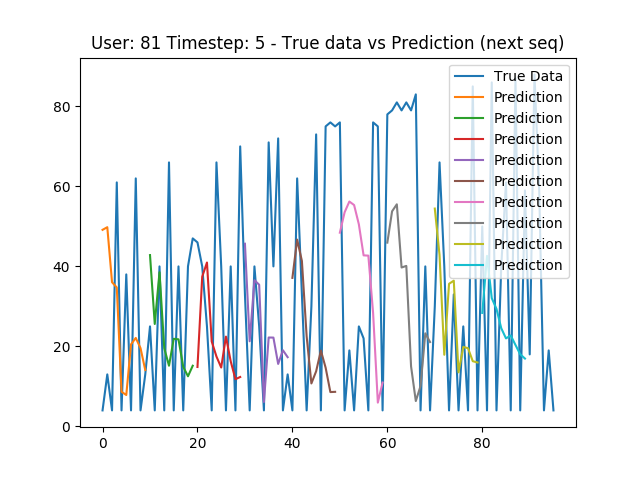 User: 81 Timestep: 5 - True data vs Prediction (next seq)
True Data
Prediction
Prediction
Prediction
Prediction
Prediction
Prediction
Prediction
Prediction
Prediction
80
60
40
20
0
0 20 40 60 80